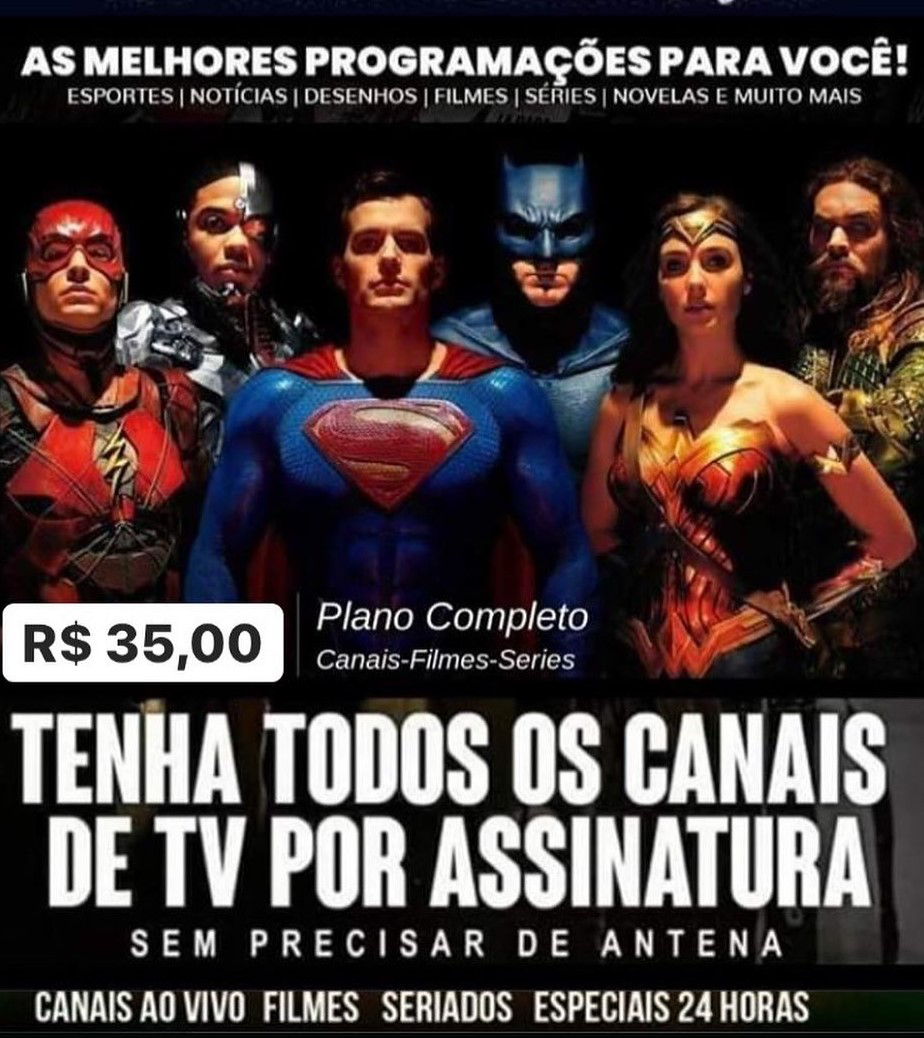 AS MELHORES PROGRAMAÇÕES PARA VOCÊ!
ESPORTES | NOTÍCIAS | DESENHOS | FILMES | SÉRIES | NOVELAS E MUITO MAIS
R$ 35,00
Plano Completo
Canais-Filmes-Series
TENHA TODOS OS CANAIS
DE TV POR ASSINATURA
SEM PRECISAR DE ANTENA
CANAIS AO VIVO FILMES SERIADOS ESPECIAIS 24 HORAS